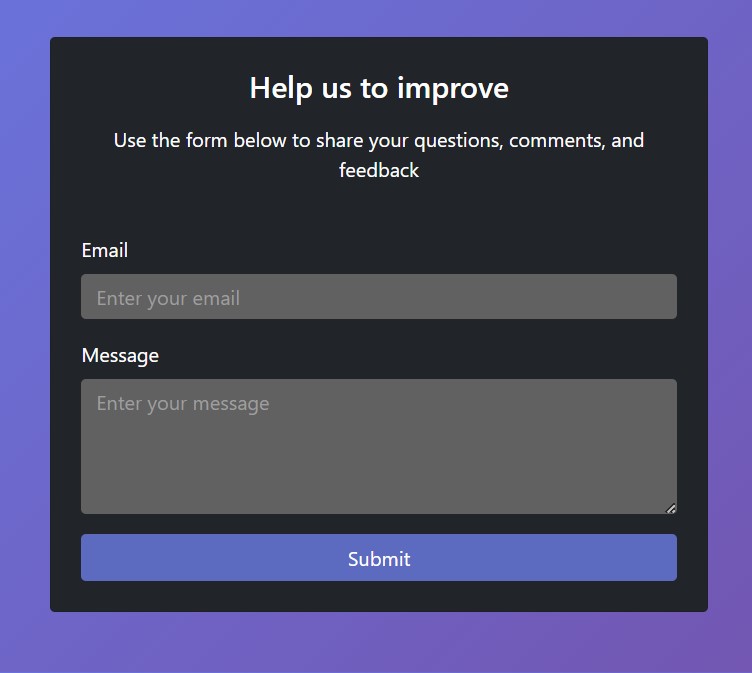 Help us to improve
Use the form below to share your questions, comments, and
feedback
Email
Enter your email
Message
Enter your message
Submit